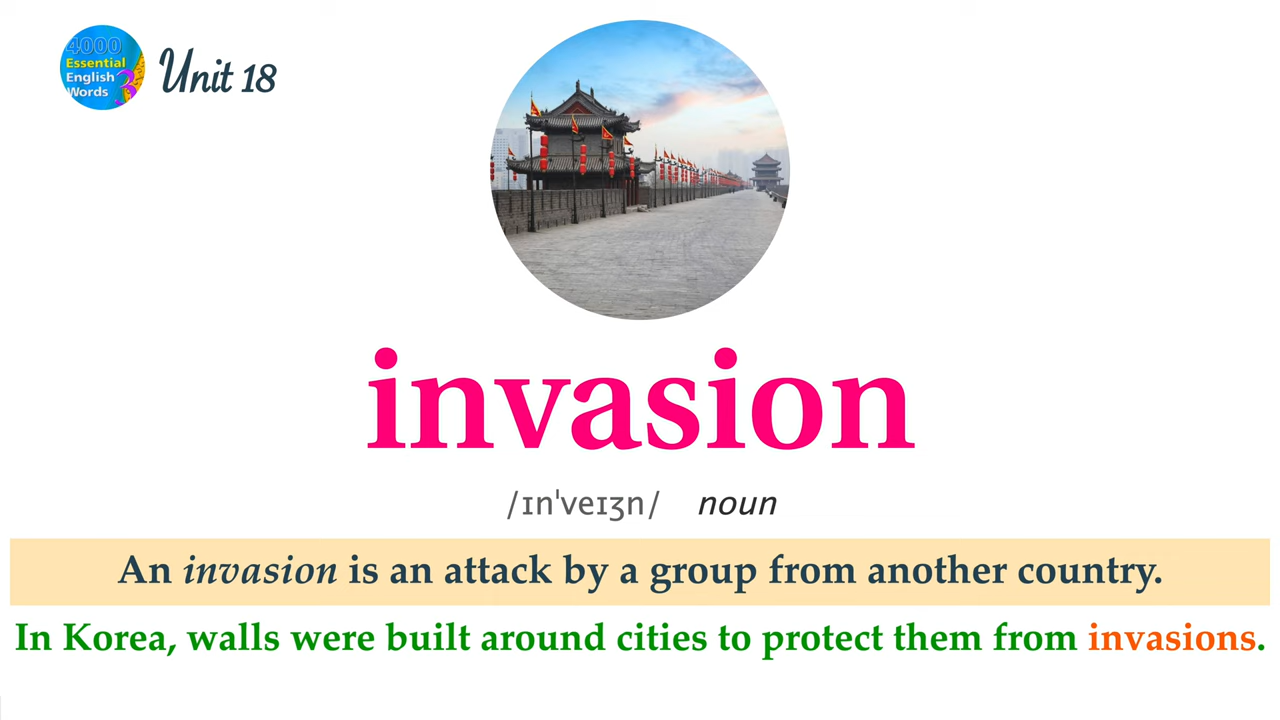 4000
Essential
English
Words 3
Unit 18
invasion
/ɪnˈveɪʒn/ noun
An invasion is an attack by a group from another country.
In Korea, walls were built around cities to protect them from invasions.